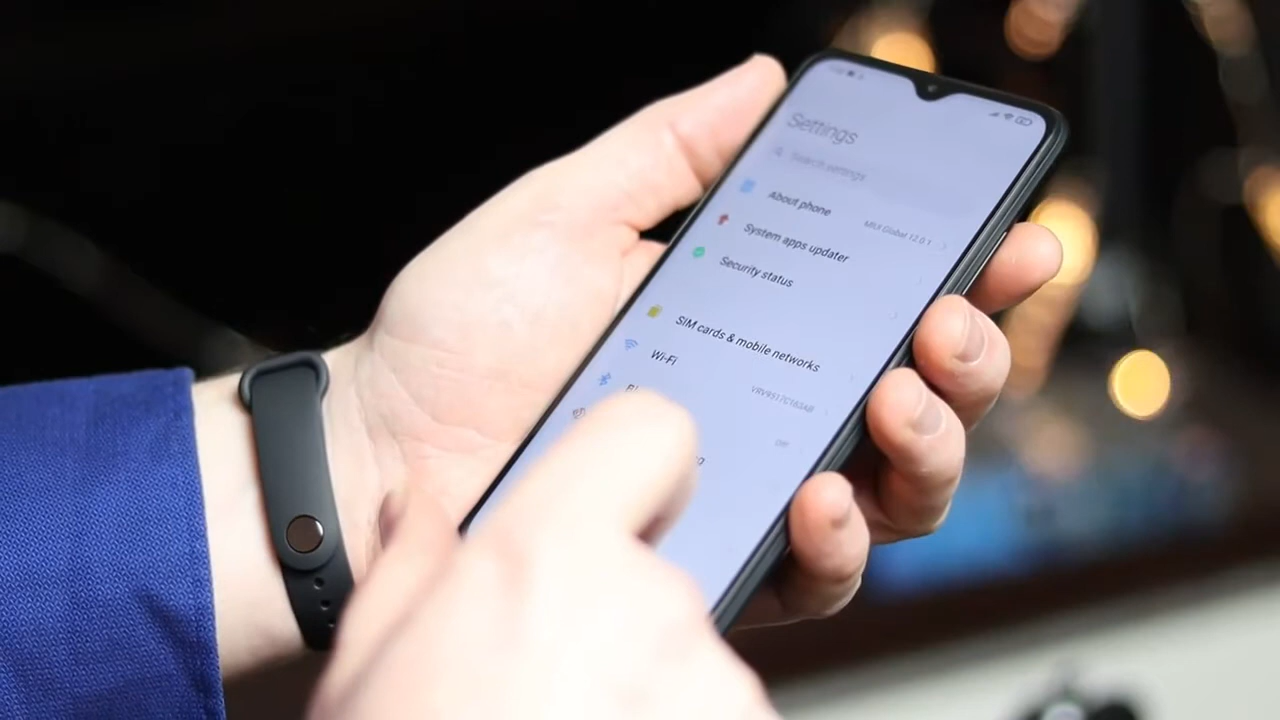 Settings
Search settings
About phone
MIUI Global 12.0.1
System apps updater
Security status
SIM cards & mobile networks
Wi-Fi
Off